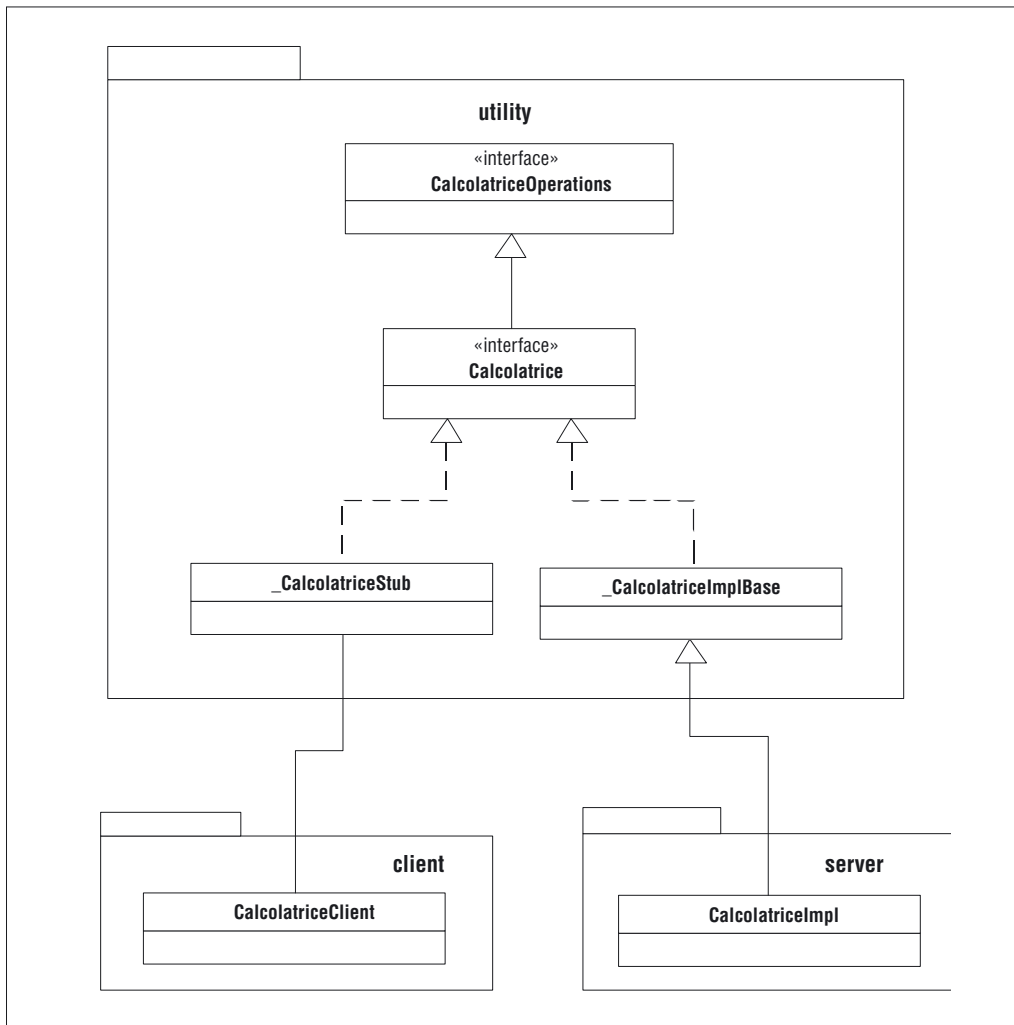 utility
«interface»
CalcolatriceOperations
«interface»
Calcolatrice
_CalcolatriceStub
_CalcolatriceImplBase
client
CalcolatriceClient
server
CalcolatriceImpl